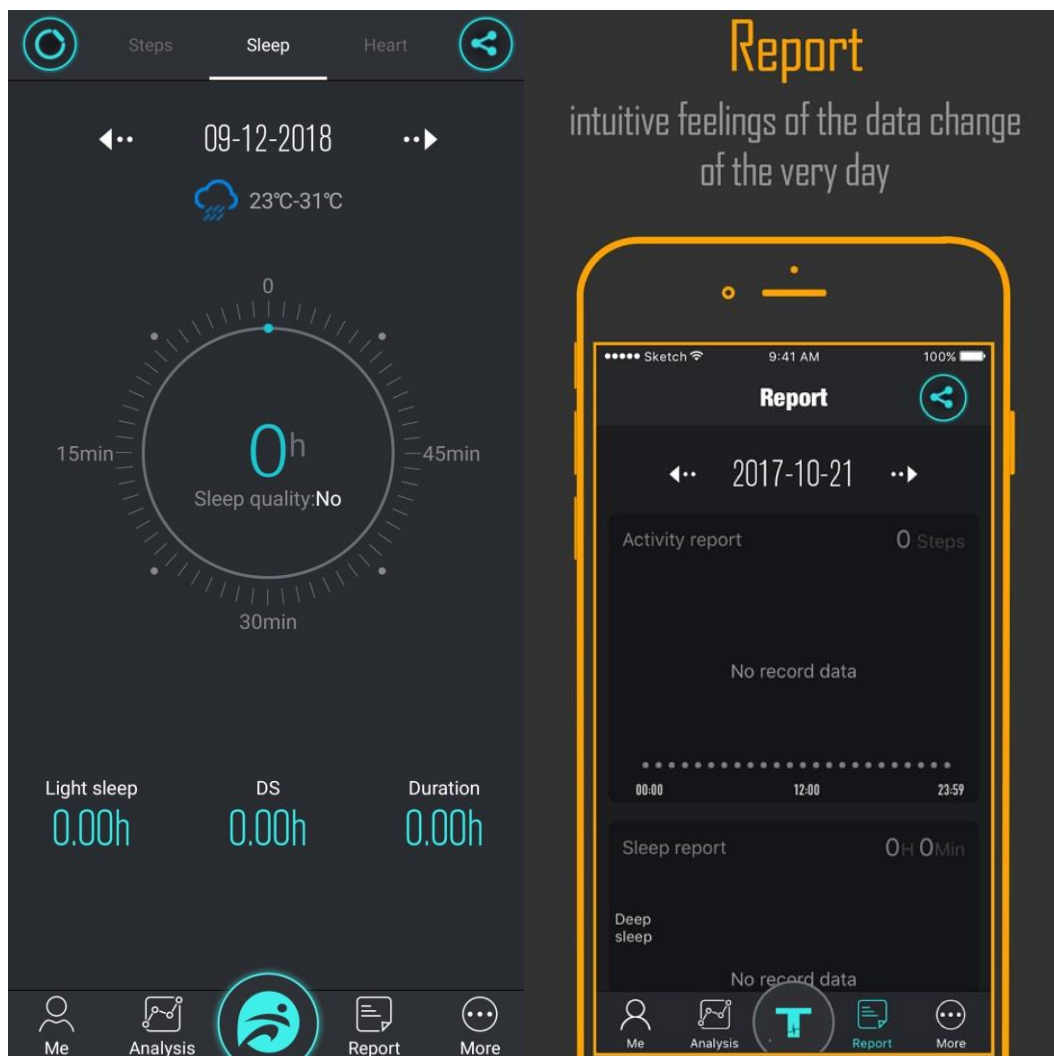 Steps Sleep Heart
09-12-2018
23℃-31℃
0
15min
45min
0h
Sleep quality:No
30min
Light sleep DS Duration
0.00h 0.00h 0.00h
Me Analysis Report More
Report
intuitive feelings of the data change
of the very day
Sketch 9:41 AM 100%
Report
2017-10-21
Activity report 0 Steps
No record data
00:00 12:00 23:59
Sleep report 0H 0Min
Deep
sleep
No record data
Me Analysis Report More